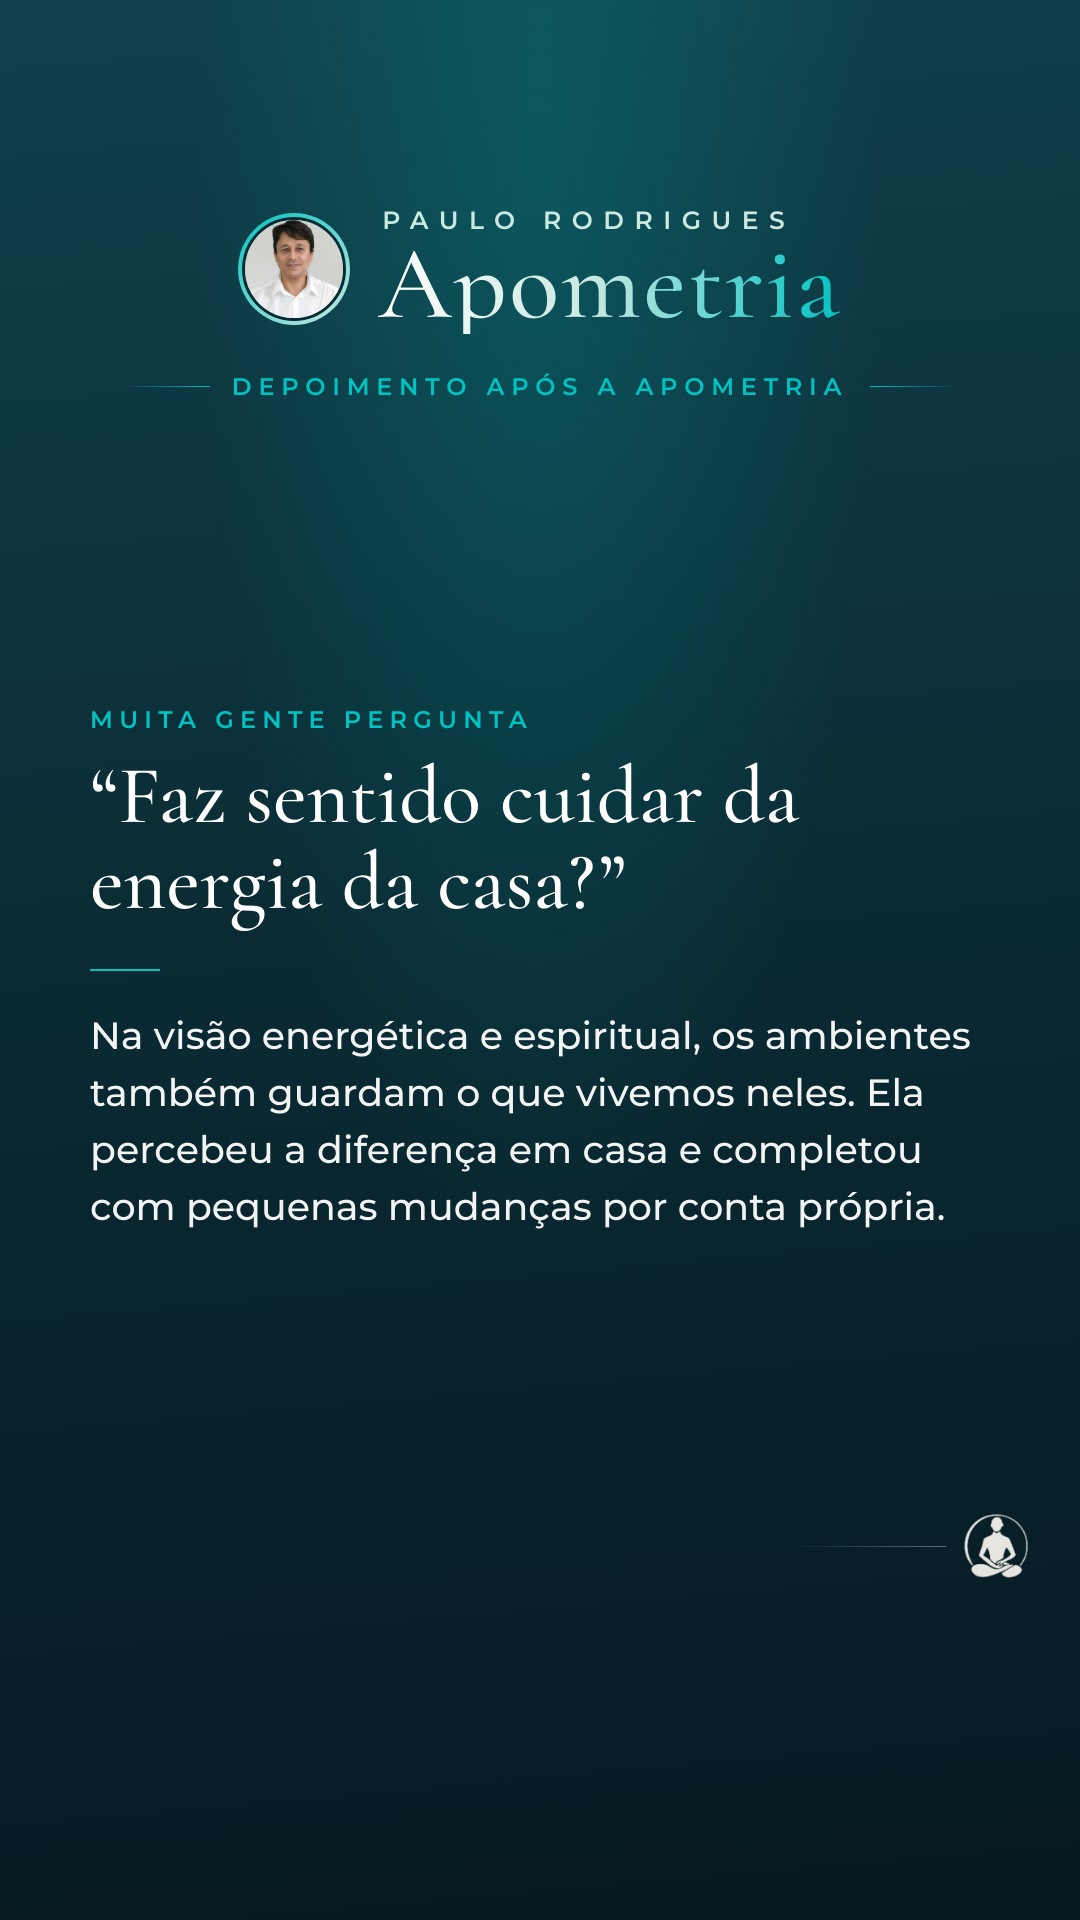 PAULO RODRIGUES
Apometria
DEPOIMENTO APÓS A APOMETRIA
MUITA GENTE PERGUNTA
“Faz sentido cuidar da
energia da casa?”
Na visão energética e espiritual, os ambientes
também guardam o que vivemos neles. Ela
percebeu a diferença em casa e completou
com pequenas mudanças por conta própria.